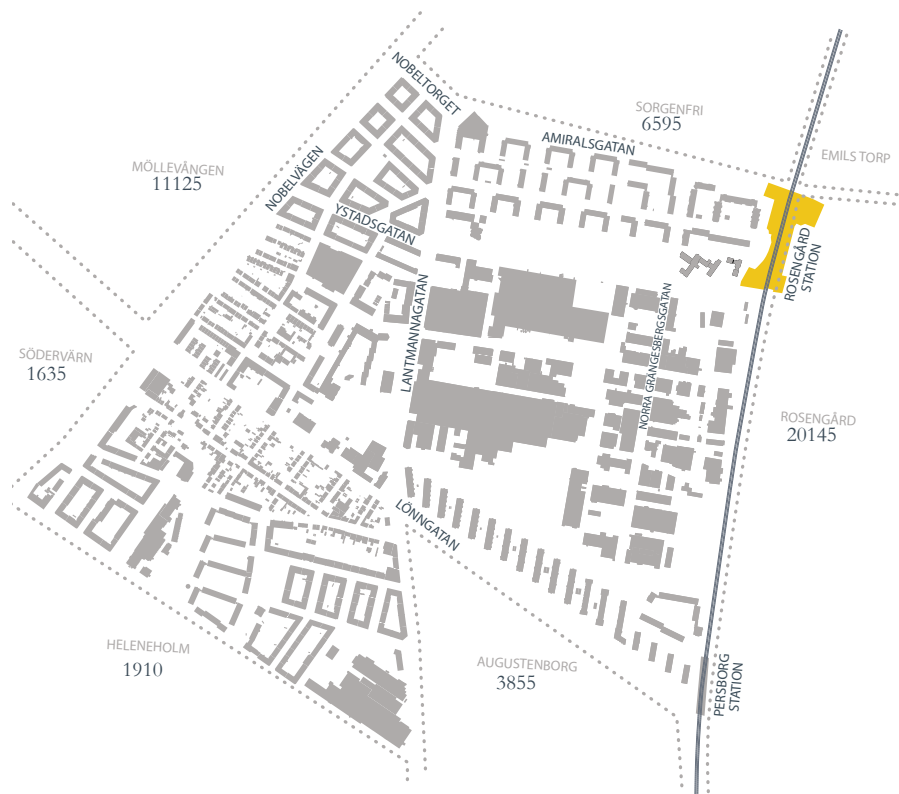 NOBELTORGET
SORGENFRI
6595
AMIRALSGATAN
EMILS TORP
MÖLLEVÅNGEN
11125
NOBELVÄGEN
YSTADSGATAN
ROSENGÅRD
STATION
LANTMANNAGATAN
NORRA GRÄNGESBERGSGATAN
SÖDERVÄRN
1635
ROSENGÅRD
20145
LÖNNGATAN
HELENEHOLM
1910
AUGUSTENBORG
3855
PERSBORG
STATION